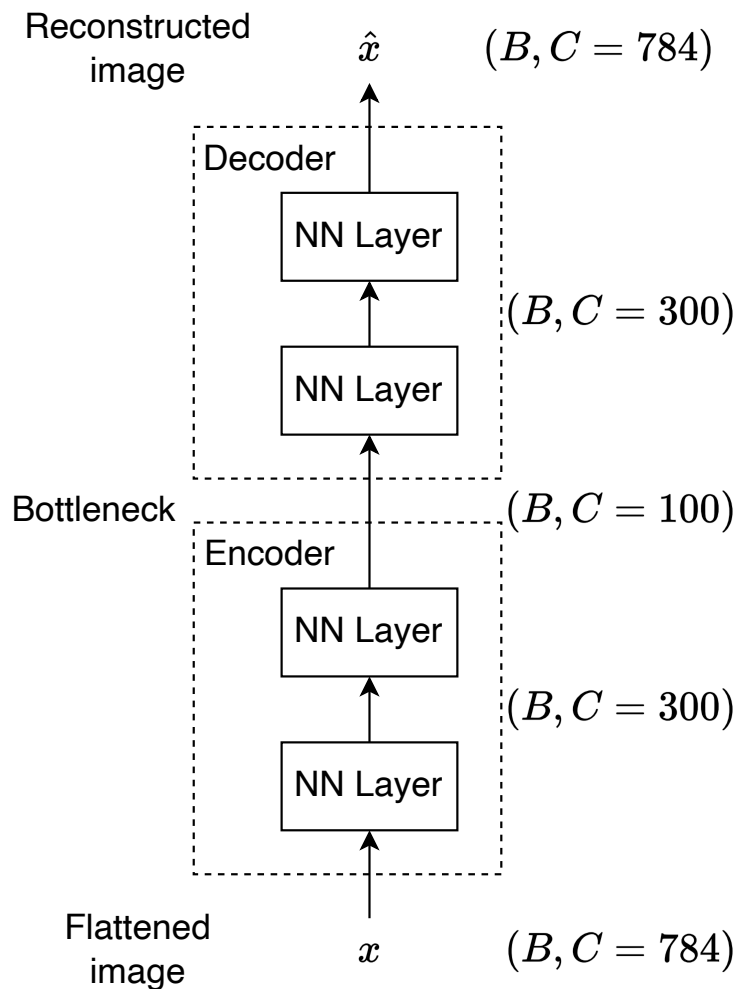 Reconstructed
image
x̂
(B, C = 784)
Decoder
NN Layer
(B, C = 300)
NN Layer
Bottleneck
(B, C = 100)
Encoder
NN Layer
(B, C = 300)
NN Layer
Flattened
image
x
(B, C = 784)